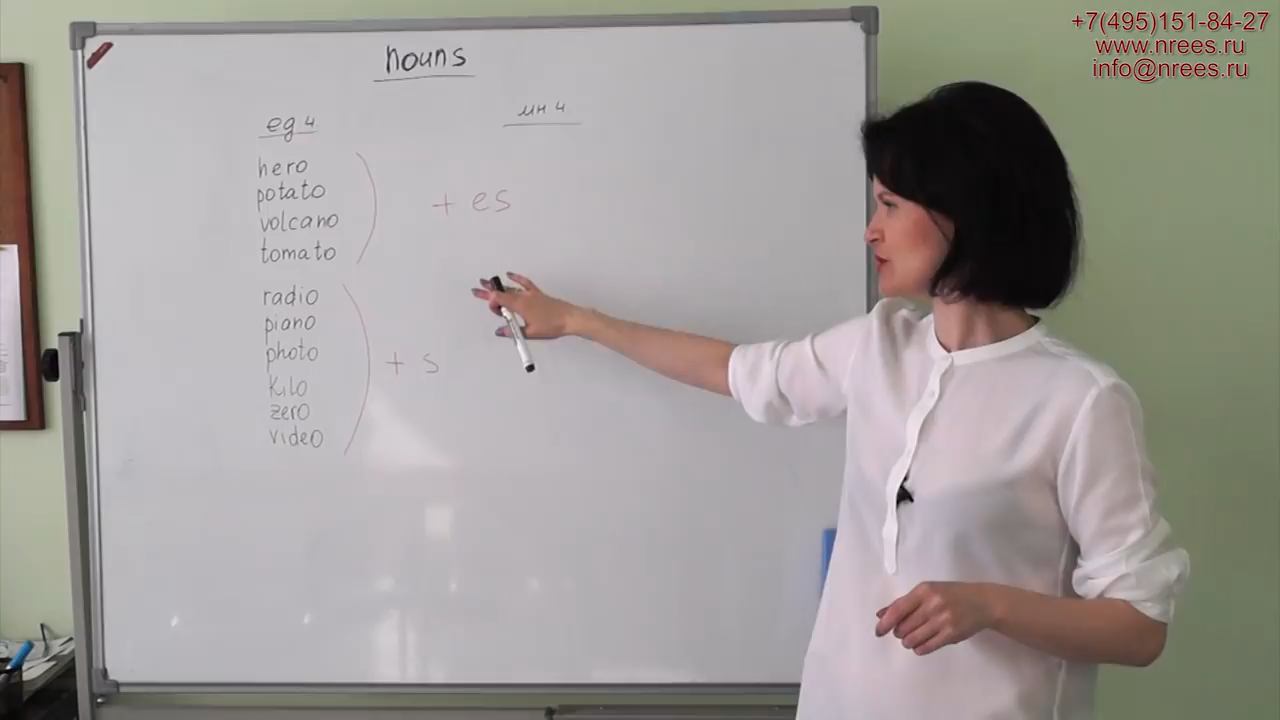 +7(495)151-84-27
www.nrees.ru
info@nrees.ru
nouns
ед ч
мн ч
hero
potato
volcano
tomato
+ es
radio
piano
photo
kilo
zero
video
+ s